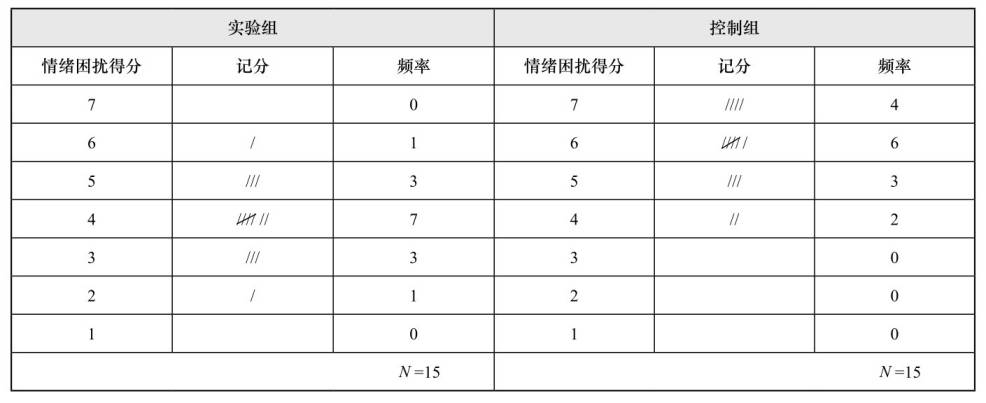 实验组 控制组
情绪困扰得分 记分 频率 情绪困扰得分 记分 频率
7 0 7 //// 4
6 / 1 6 ///// / 6
5 /// 3 5 /// 3
4 ///// // 7 4 // 2
3 /// 3 3 0
2 / 1 2 0
1 0 1 0
N=15 N=15